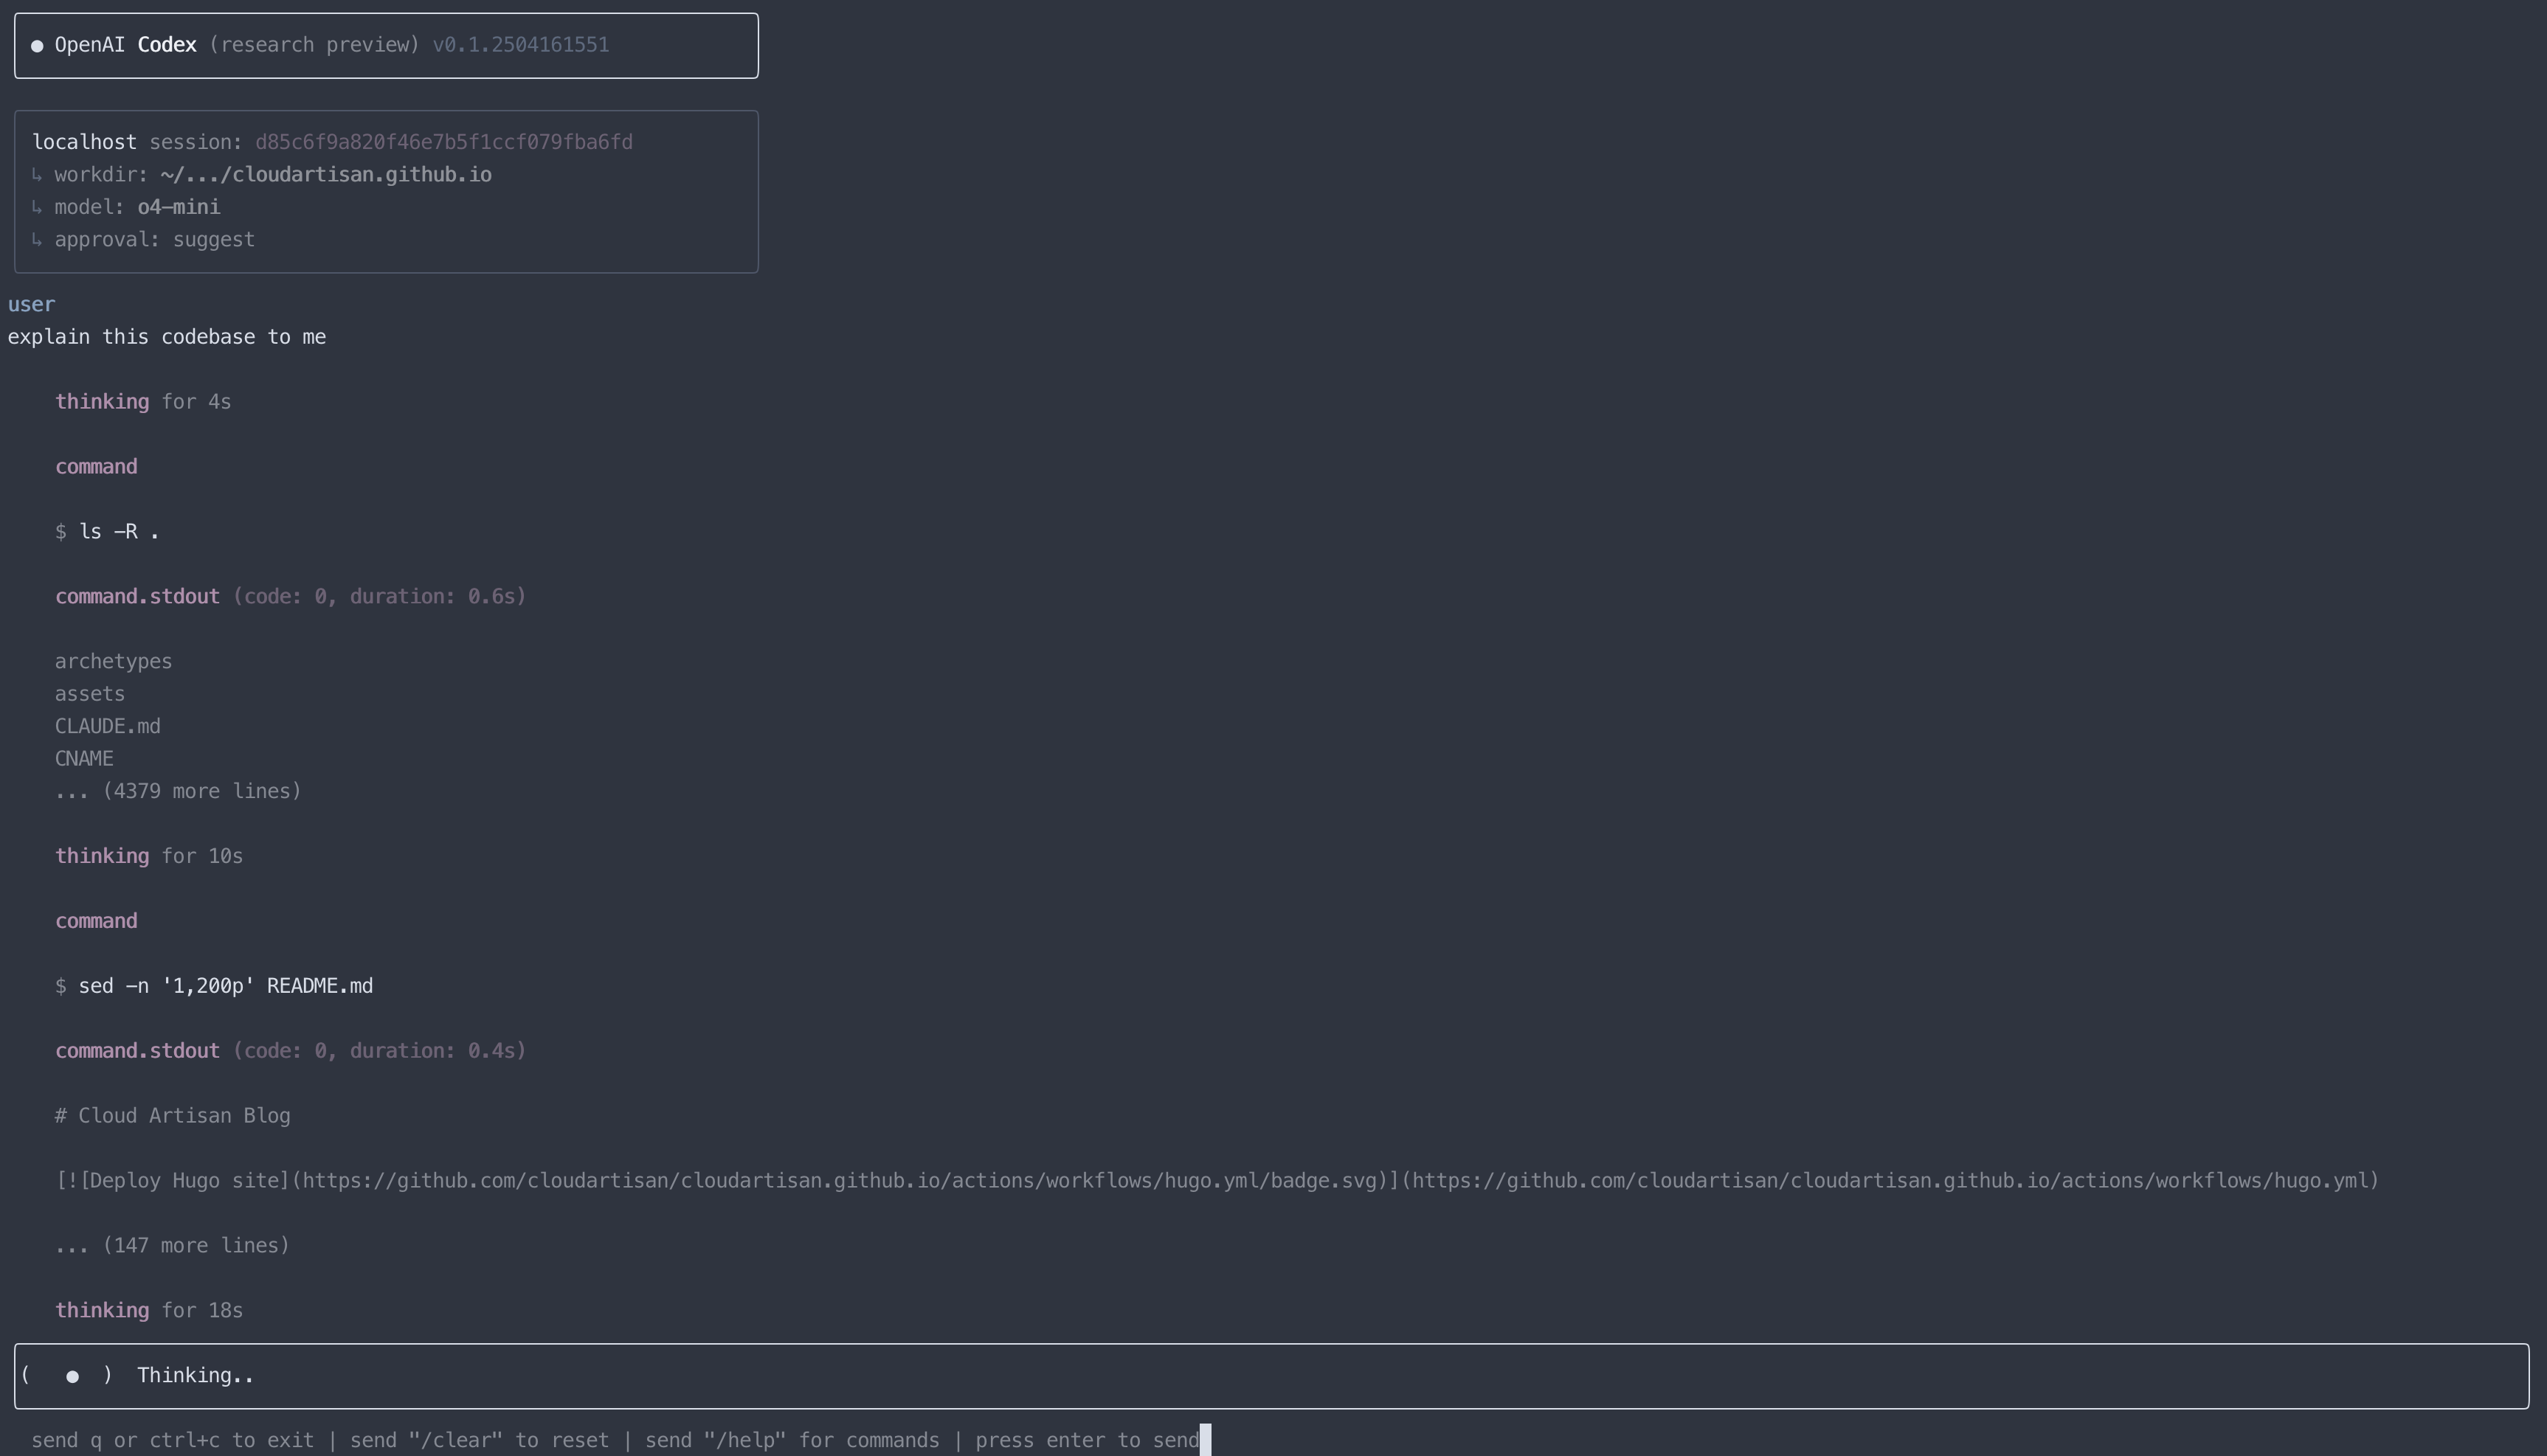 ● OpenAI Codex (research preview) v0.1.2504161551
localhost session: d85c6f9a820f46e7b5f1ccf079fba6fd
↳ workdir: ~/.../cloudartisan.github.io
↳ model: o4-mini
↳ approval: suggest
user
explain this codebase to me
thinking for 4s
command
$ ls -R .
command.stdout (code: 0, duration: 0.6s)
archetypes
assets
CLAUDE.md
CNAME
... (4379 more lines)
thinking for 10s
command
$ sed -n '1,200p' README.md
command.stdout (code: 0, duration: 0.4s)
# Cloud Artisan Blog
[![Deploy Hugo site](https://github.com/cloudartisan/cloudartisan.github.io/actions/workflows/hugo.yml/badge.svg)](https://github.com/cloudartisan/cloudartisan.github.io/actions/workflows/hugo.yml)
... (147 more lines)
thinking for 18s
(   ●  )  Thinking..
send q or ctrl+c to exit | send "/clear" to reset | send "/help" for commands | press enter to send